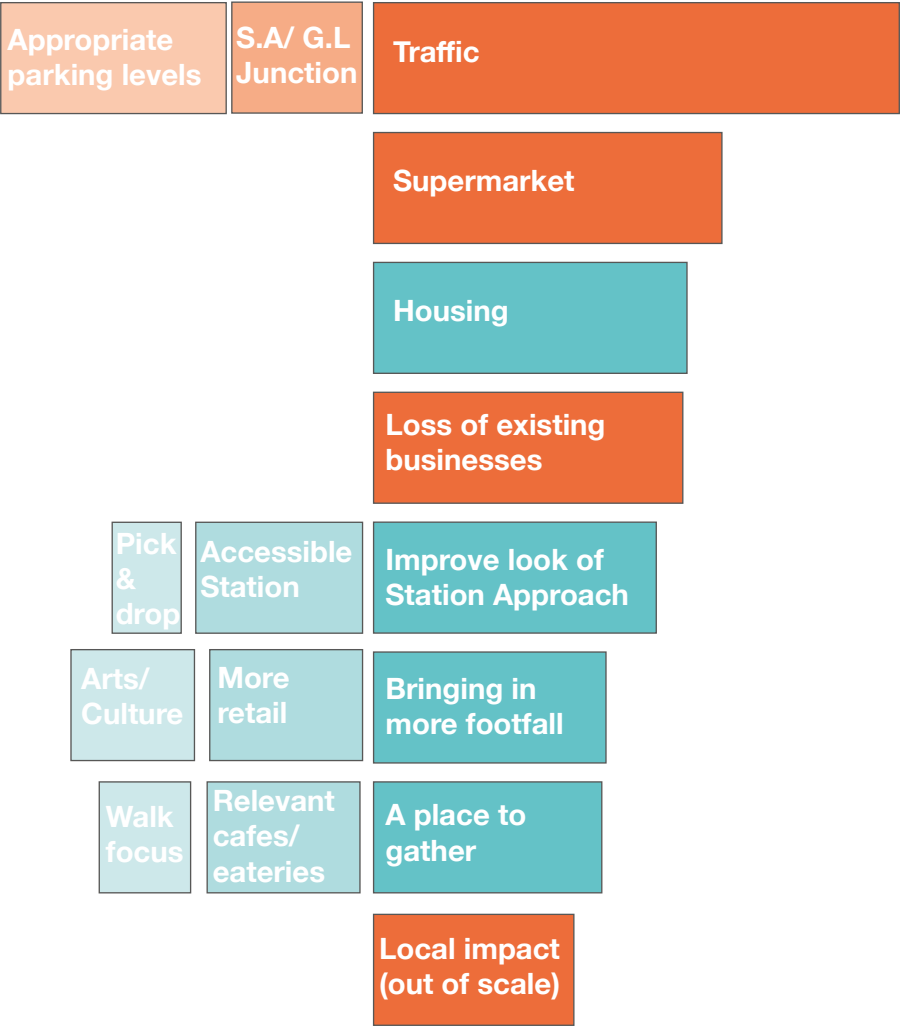 Appropriate
parking levels
S.A/ G.L
Junction
Traffic
Supermarket
Housing
Loss of existing
businesses
Pick
&
drop
Accessible
Station
Improve look of
Station Approach
Arts/
Culture
More
retail
Bringing in
more footfall
Walk
focus
Relevant
cafes/
eateries
A place to
gather
Local impact
(out of scale)